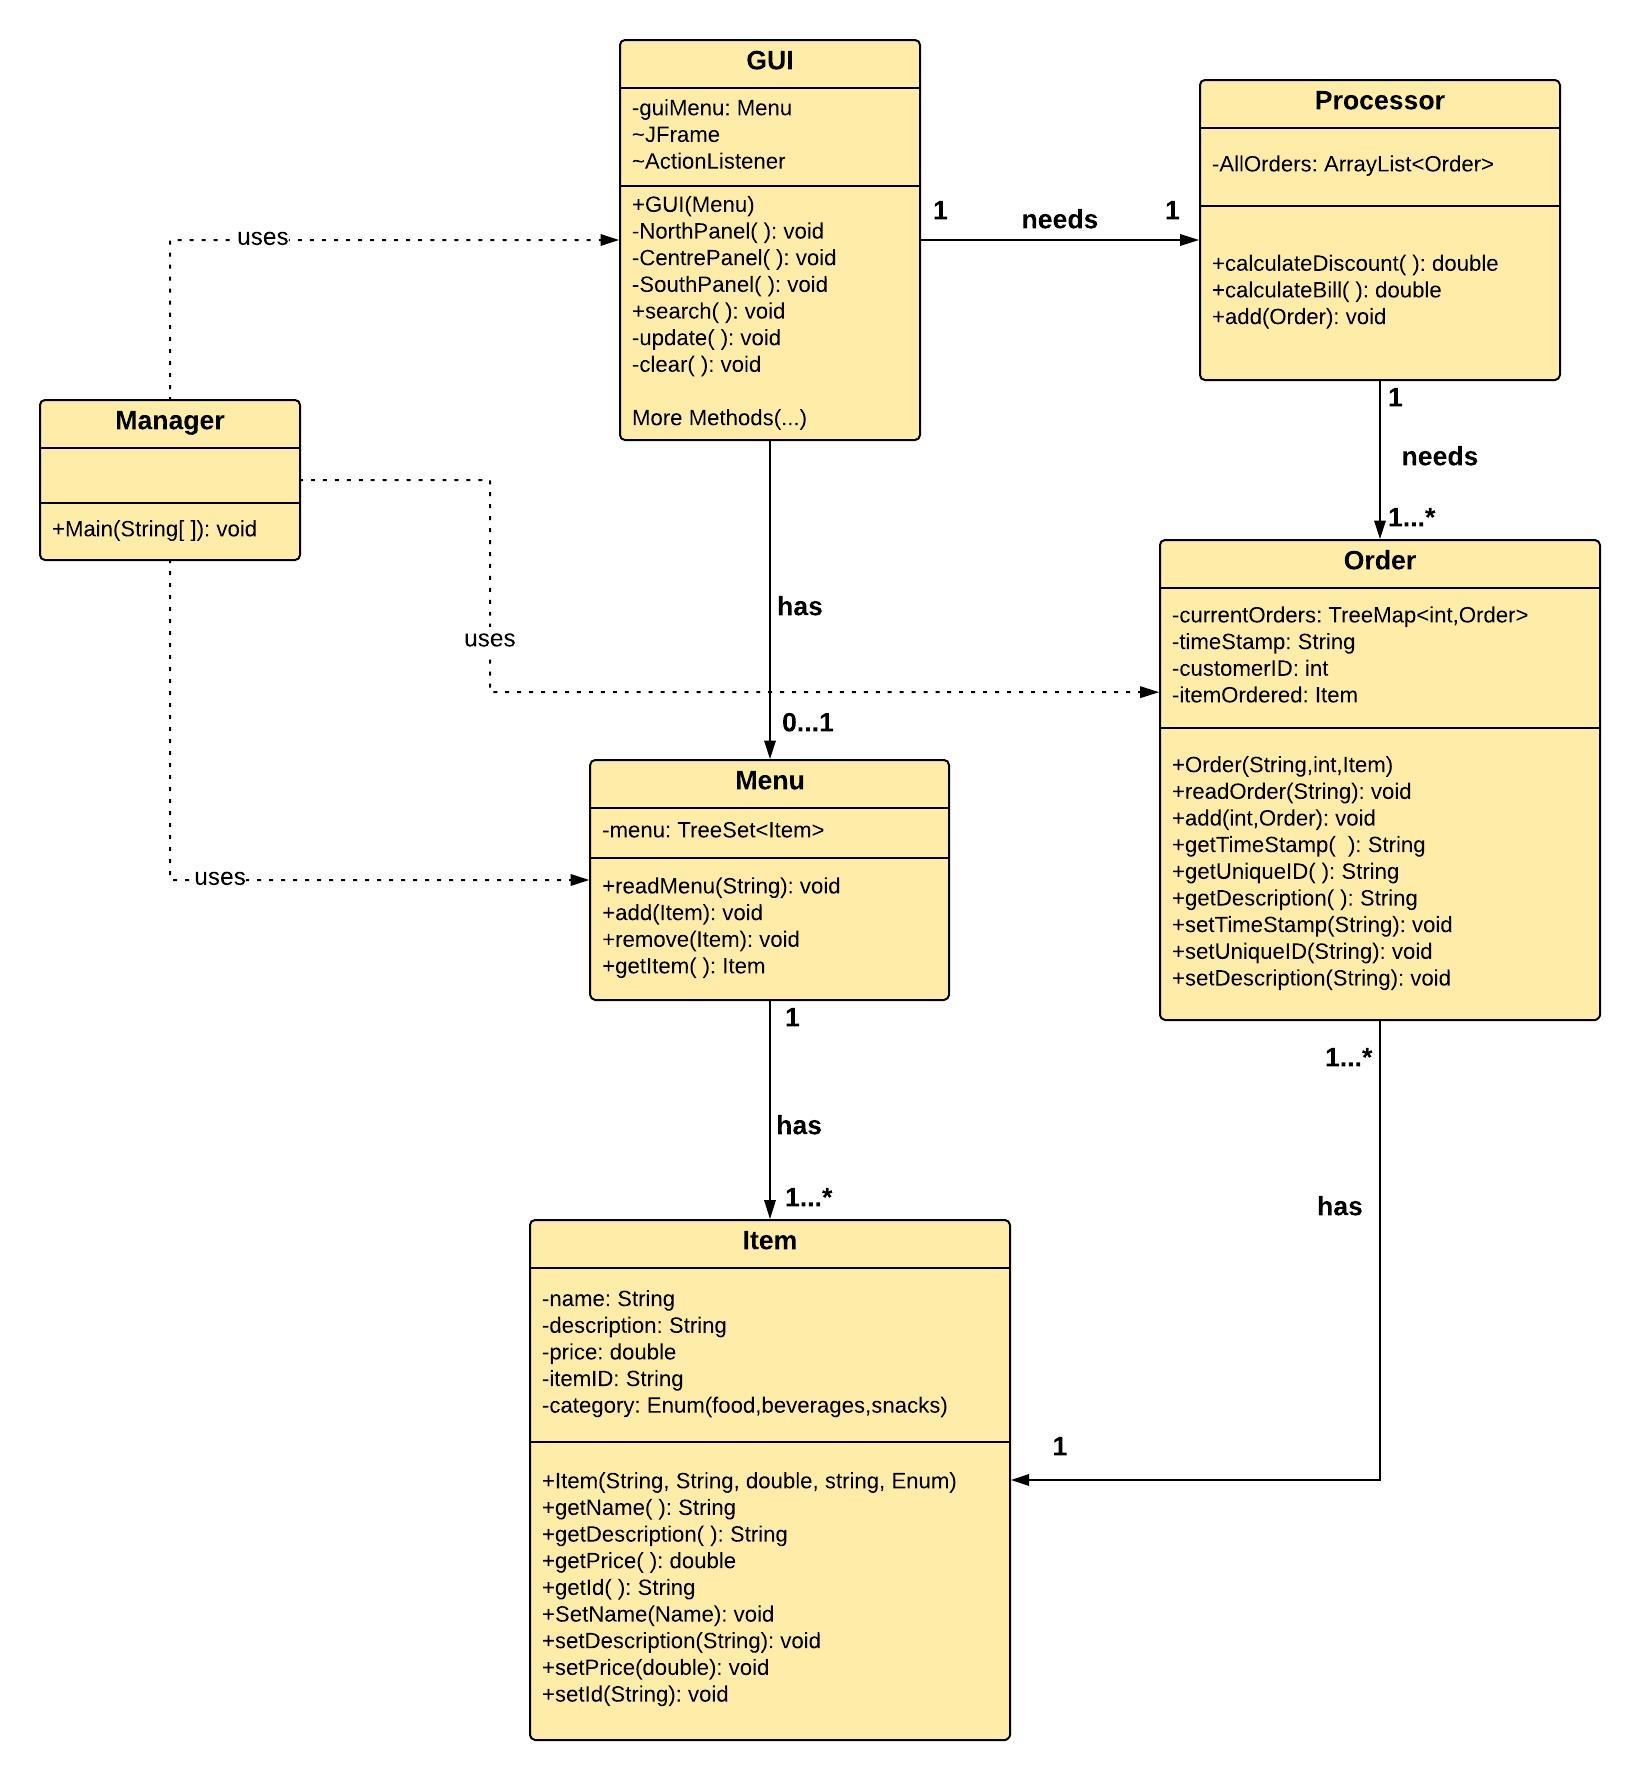 GUI
-guiMenu: Menu
~JFrame
~ActionListener
+GUI(Menu)
-NorthPanel( ): void
-CentrePanel( ): void
-SouthPanel( ): void
+search( ): void
-update( ): void
-clear( ): void
More Methods(...)
1
needs
1
Processor
-AllOrders: ArrayList<Order>
+calculateDiscount( ): double
+calculateBill( ): double
+add(Order): void
uses
Manager
+Main(String[ ]): void
1
needs
1...*
has
uses
0...1
Order
-currentOrders: TreeMap<int,Order>
-timeStamp: String
-customerID: int
-itemOrdered: Item
+Order(String,int,Item)
+readOrder(String): void
+add(int,Order): void
+getTimeStamp(  ): String
+getUniqueID( ): String
+getDescription( ): String
+setTimeStamp(String): void
+setUniqueID(String): void
+setDescription(String): void
Menu
-menu: TreeSet<Item>
+readMenu(String): void
+add(Item): void
+remove(Item): void
+getItem( ): Item
uses
1
has
1...*
1...*
has
1
Item
-name: String
-description: String
-price: double
-itemID: String
-category: Enum(food,beverages,snacks)
+Item(String, String, double, string, Enum)
+getName( ): String
+getDescription( ): String
+getPrice( ): double
+getId( ): String
+SetName(Name): void
+setDescription(String): void
+setPrice(double): void
+setId(String): void